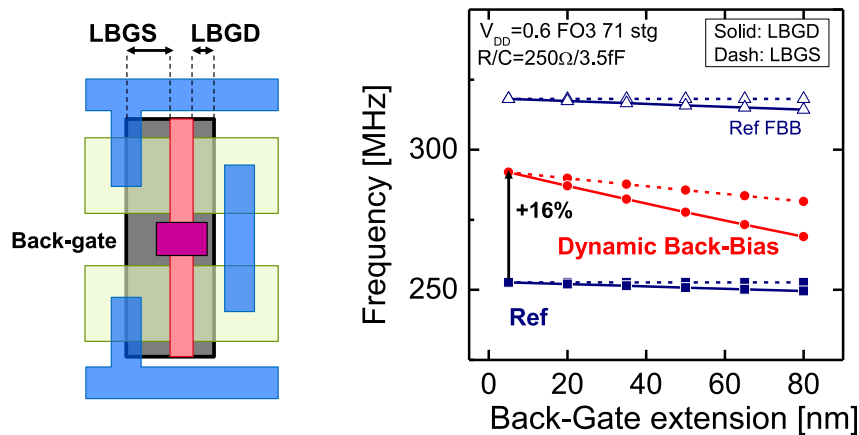 LBGS LBGD
Back-gate
V_DD=0.6 FO3 71 stg
R/C=250Ω/3.5fF
Solid: LBGD
Dash: LBGS
Ref FBB
+16%
Dynamic Back-Bias
Ref
Frequency [MHz]
300
250
0 20 40 60 80
Back-Gate extension [nm]